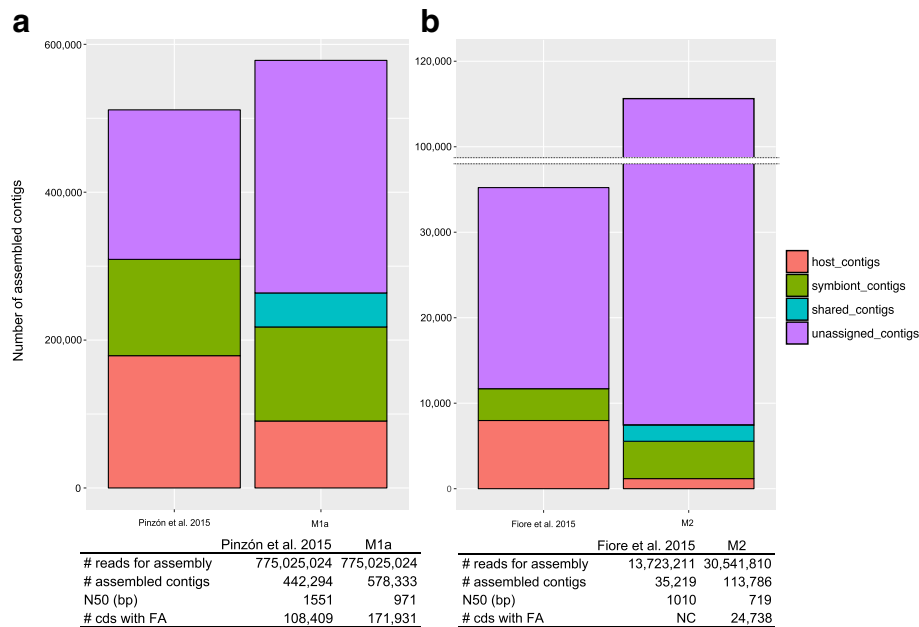 a
b
Number of assembled contigs
600,000
400,000
200,000
0
Pinzón et al. 2015 M1a
120,000
100,000
30,000
20,000
10,000
0
Fiore et al. 2015 M2
host_contigs
symbiont_contigs
shared_contigs
unassigned_contigs
Pinzón et al. 2015 M1a
# reads for assembly 775,025,024 775,025,024
# assembled contigs 442,294 578,333
N50 (bp) 1551 971
# cds with FA 108,409 171,931
Fiore et al. 2015 M2
# reads for assembly 13,723,211 30,541,810
# assembled contigs 35,219 113,786
N50 (bp) 1010 719
# cds with FA NC 24,738